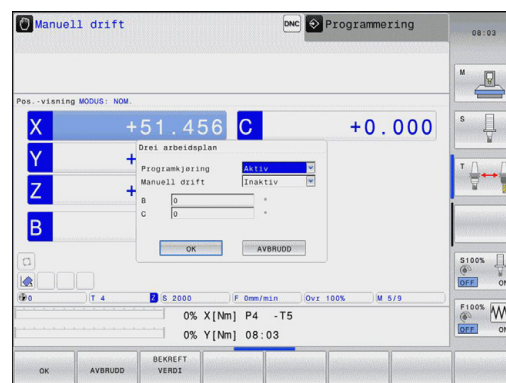 Manuell drift
DNC
Programmering
08:03
Pos.-visning MODUS: NOM.
X +51.456 C +0.000
Y +
Z +
B
Drei arbeidsplan
Programkjøring Aktiv
Manuell drift Inaktiv
B 0 °
C 0 °
OK AVBRUDD
M
S
T
0 T 4 Z S 2000 F 0mm/min Ovr 100% M 5/9
0% X[Nm] P4 -T5
0% Y[Nm] 08:03
S100%
OFF ON
F100%
OFF ON
OK AVBRUDD BEKREFT VERDI